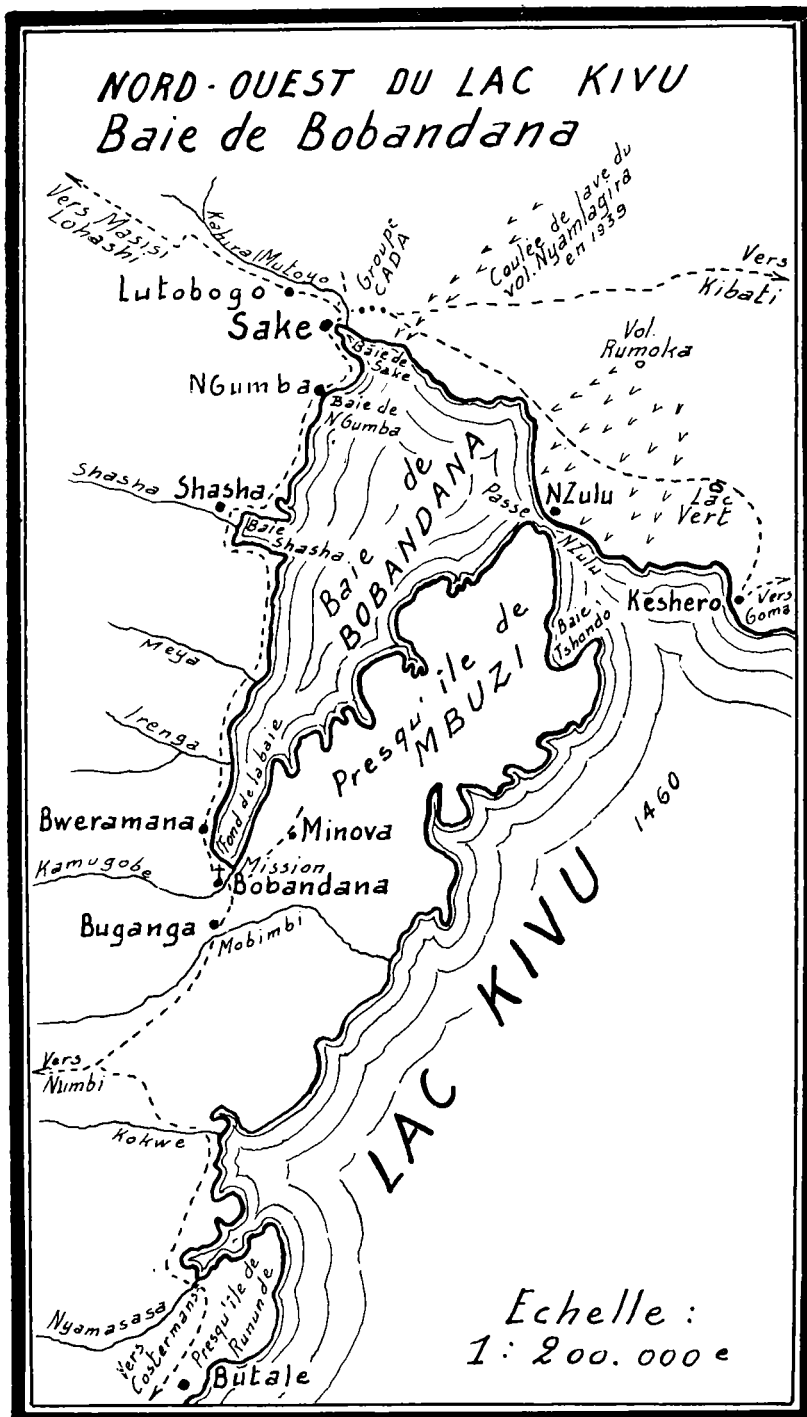 NORD-OUEST DU LAC KIVU
Baie de Bobandana
Vers Masisi
Lohashi
Kabira/Mutoyo
Groupe
CADA
Coulée de lave du
vol. Nyamlagira
en 1939
Vers
Kibati
Lutobogo
Sake
Baie de
Sake
Vol.
Rumoka
NGumba
Baie de
NGumba
Shasha
Shasha
Baie
Shasha
Baie
de
BOBANDANA
Passe
NZulu
NZulu
Lac
Vert
Keshero
Vers
Goma
Baie
Tshondo
Presqu'ile de
MBUZI
Meya
Irenga
Fond de la baie
Bweramana
Minova
Kamugobe
Mission
Bobandana
Buganga
Mobimbi
1460
LAC KIVU
Vers
Numbi
Kokwe
Nyamasasa
Vers
Costermans
Presqu'île de
Rununde
Butale
Echelle :
1: 200.000e